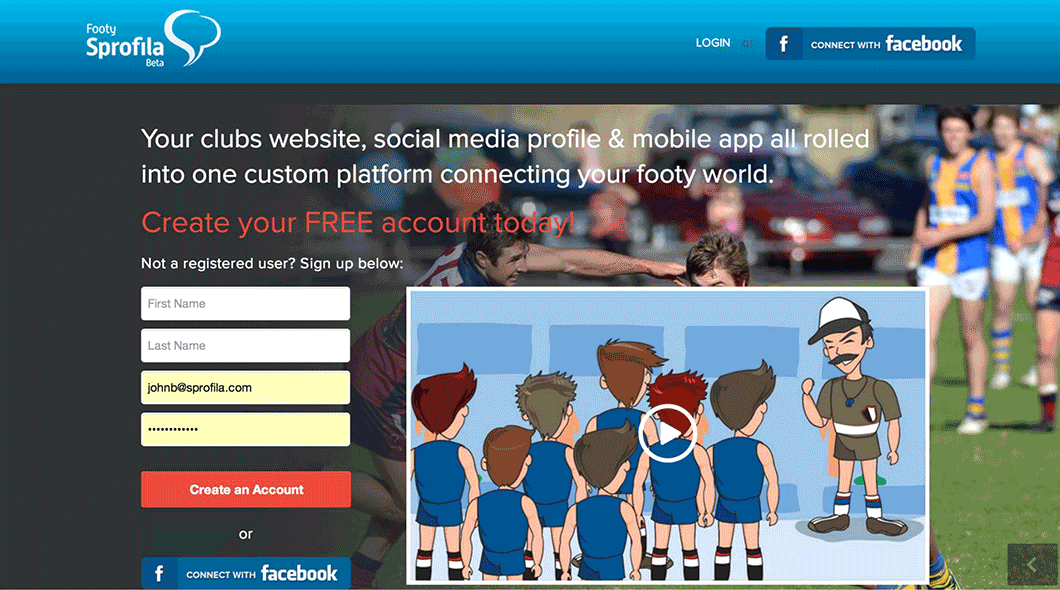 Footy
Sprofila
Beta
LOGIN or f CONNECT WITH facebook
Your clubs website, social media profile & mobile app all rolled
into one custom platform connecting your footy world.
Create your FREE account today!
Not a registered user? Sign up below:
First Name
Last Name
johnb@sprofila.com
••••••••••••
Create an Account
or
f CONNECT WITH facebook